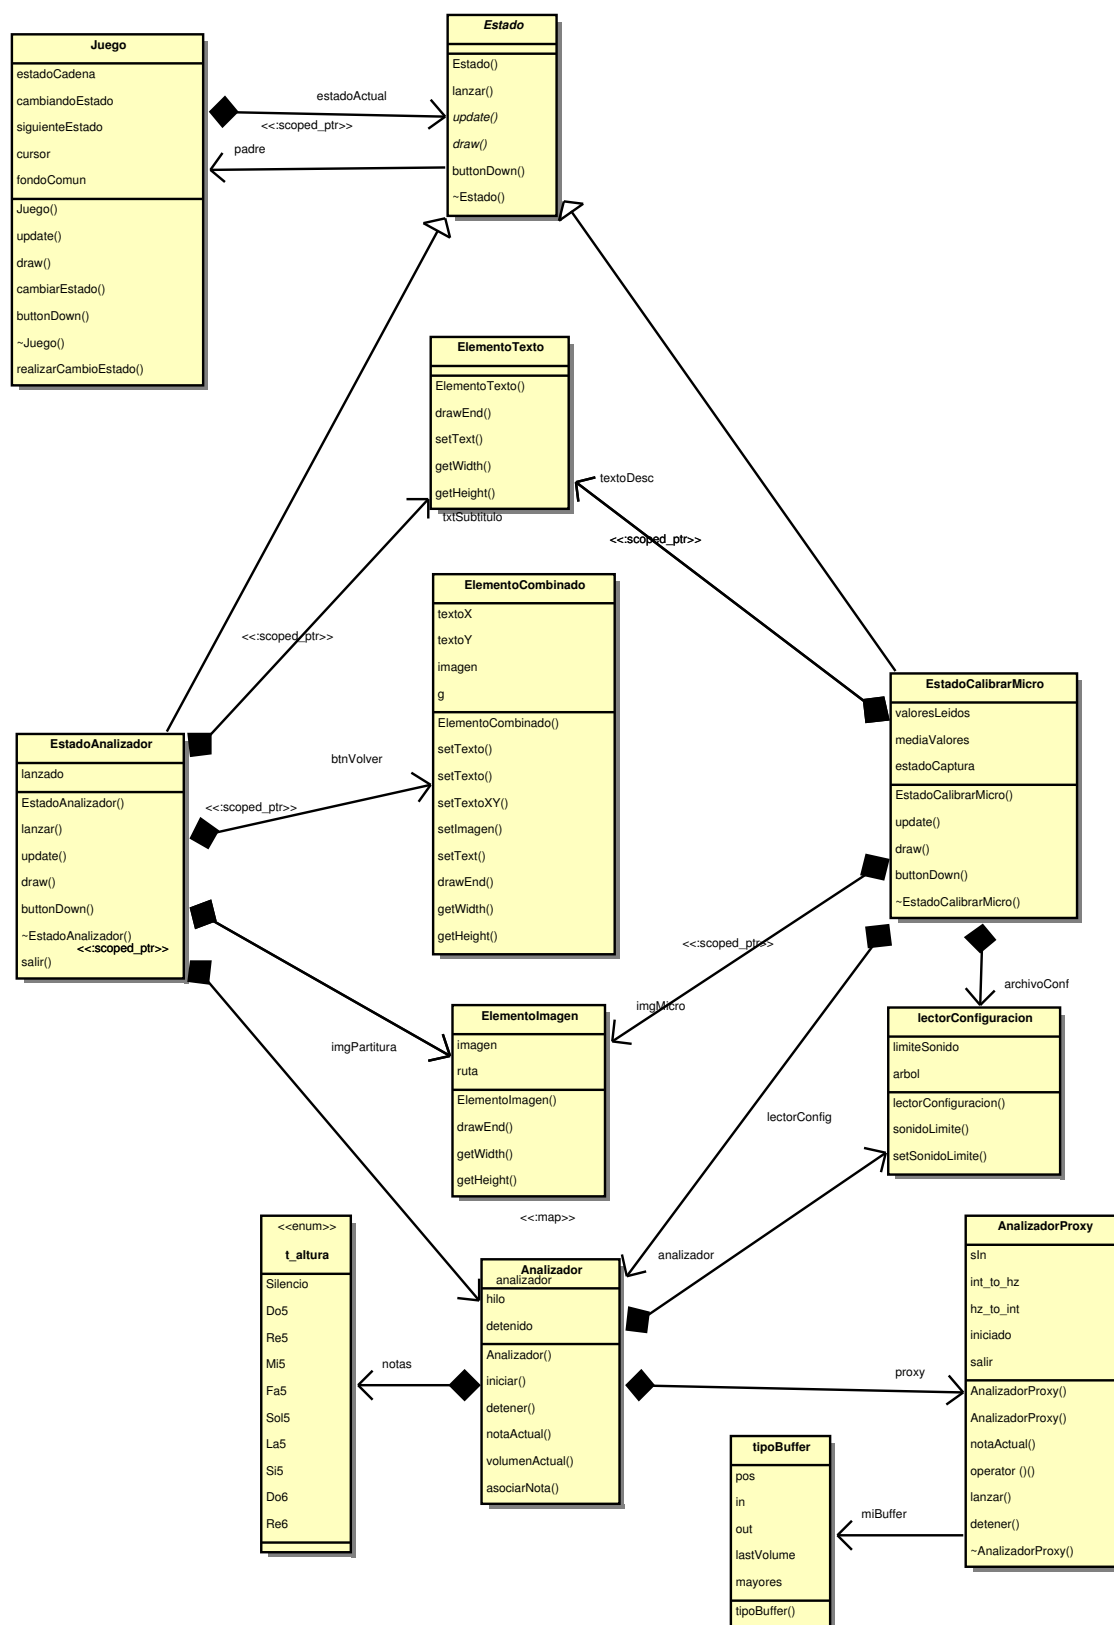 Juego
estadoCadena
cambiandoEstado
siguienteEstado
cursor
fondoComun
Juego()
update()
draw()
cambiarEstado()
buttonDown()
~Juego()
realizarCambioEstado()
estadoActual
<<:scoped_ptr>>
padre
Estado
Estado()
lanzar()
update()
draw()
buttonDown()
~Estado()
ElementoTexto
ElementoTexto()
drawEnd()
setText()
getWidth()
getHeight()
txtSubtitulo
textoDesc
<<:scoped_ptr>>
<<:scoped_ptr>>
ElementoCombinado
textoX
textoY
imagen
g
ElementoCombinado()
setTexto()
setTexto()
setTextoXY()
setImagen()
setText()
drawEnd()
getWidth()
getHeight()
EstadoCalibrarMicro
valoresLeidos
mediaValores
estadoCaptura
EstadoCalibrarMicro()
update()
draw()
buttonDown()
~EstadoCalibrarMicro()
EstadoAnalizador
lanzado
EstadoAnalizador()
lanzar()
update()
draw()
buttonDown()
~EstadoAnalizador()
<<:scoped_ptr>>
salir()
btnVolver
<<:scoped_ptr>>
<<:scoped_ptr>>
imgMicro
imgPartitura
archivoConf
ElementoImagen
imagen
ruta
ElementoImagen()
drawEnd()
getWidth()
getHeight()
lectorConfiguracion
limiteSonido
arbol
lectorConfiguracion()
sonidoLimite()
setSonidoLimite()
lectorConfig
<<:map>>
analizador
<<enum>>
t_altura
Silencio
Do5
Re5
Mi5
Fa5
Sol5
La5
Si5
Do6
Re6
notas
Analizador
analizador
hilo
detenido
Analizador()
iniciar()
detener()
notaActual()
volumenActual()
asociarNota()
proxy
AnalizadorProxy
sIn
int_to_hz
hz_to_int
iniciado
salir
AnalizadorProxy()
AnalizadorProxy()
notaActual()
operator ()()
lanzar()
detener()
~AnalizadorProxy()
miBuffer
tipoBuffer
pos
in
out
lastVolume
mayores
tipoBuffer()